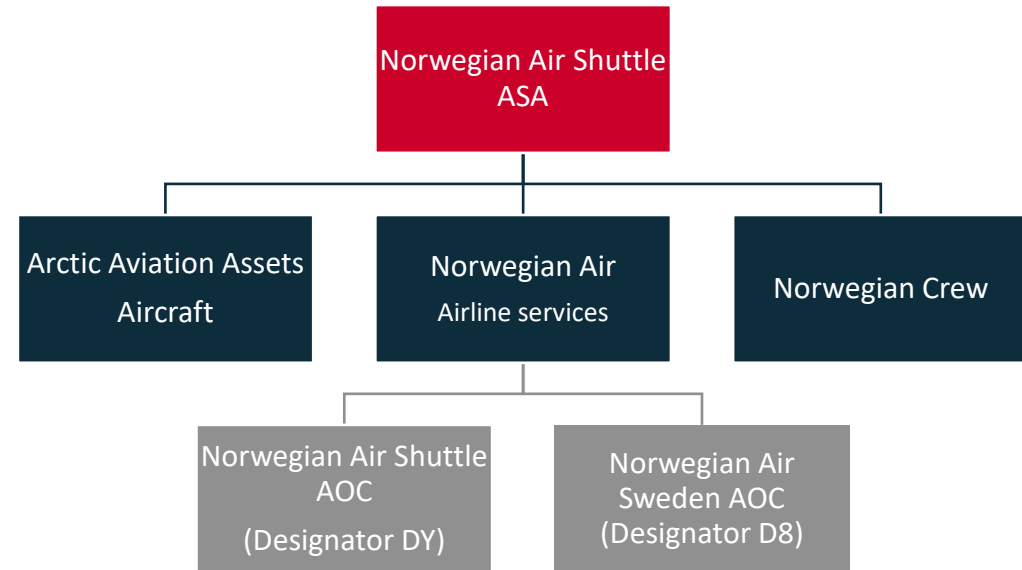 Norwegian Air Shuttle
ASA
Arctic Aviation Assets
Aircraft
Norwegian Air
Airline services
Norwegian Crew
Norwegian Air Shuttle
AOC
(Designator DY)
Norwegian Air
Sweden AOC
(Designator D8)